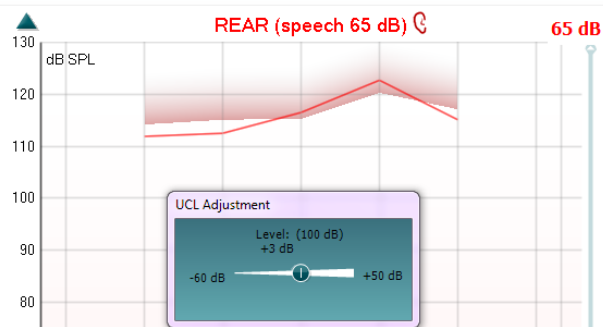 REAR (speech 65 dB)
65 dB
130
dB SPL
120
110
100
90
80
UCL Adjustment
Level: (100 dB)
+3 dB
-60 dB
+50 dB